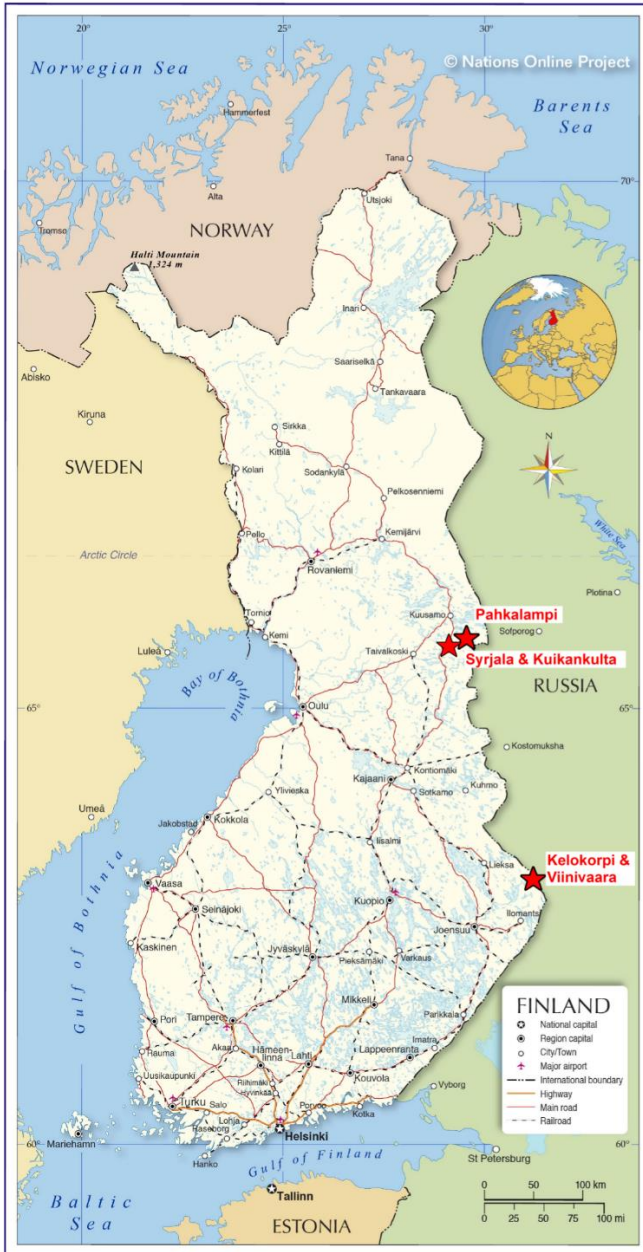 20°
25°
30°
© Nations Online Project
Norwegian Sea
Barents
Sea
Hammerfest
Tana
70°
Alta
Utsjoki
Tromsø
NORWAY
Halti Mountain
1,324 m
Inari
Saariselkä
Abisko
Tankavaara
Kiruna
Sirkka
Kittilä
SWEDEN
Kolari
Sodankylä
N
Pelkosenniemi
White Sea
Pello
Kemijärvi
Arctic Circle
Rovaniemi
Plotina
Kuusamo
Pahkalampi
Tornio
Sofporog
Kemi
Luleå
Taivalkoski
Syrjala & Kuikankulta
Bay of
Bothnia
RUSSIA
65°
Oulu
65°
Kostomuksha
Kontiomäki
Kajaani
Ylivieska
Sotkamo
Kuhmo
Umeå
Kokkola
Jakobstad
Iisalmi
Lieksa
Kelokorpi &
Viinivaara
Gulf of Bothnia
Vaasa
Kuopio
Seinäjoki
Ilomants
Joensuu
Kaskinen
Jyväskylä
Pieksämäki
Varkaus
Mikkeli
FINLAND
National capital
Region capital
City/Town
Major airport
International boundary
Highway
Main road
Railroad
Parikkala
Pori
Tampere
Akaa
Hämeen-
linna
Lahti
Imatra
Lappeenranta
Rauma
Uusikaupunki
Riihimäki
Hyvinkää
Kouvola
Vyborg
Turku
Salo
Lohja
Porvoo
Kotka
Raseborg
Mariehamn
60°
Helsinki
60°
Hanko
Gulf of Finland
St Petersburg
Baltic
Sea
Tallinn
0
50
100 km
0
25
50
75
100 mi
ESTONIA